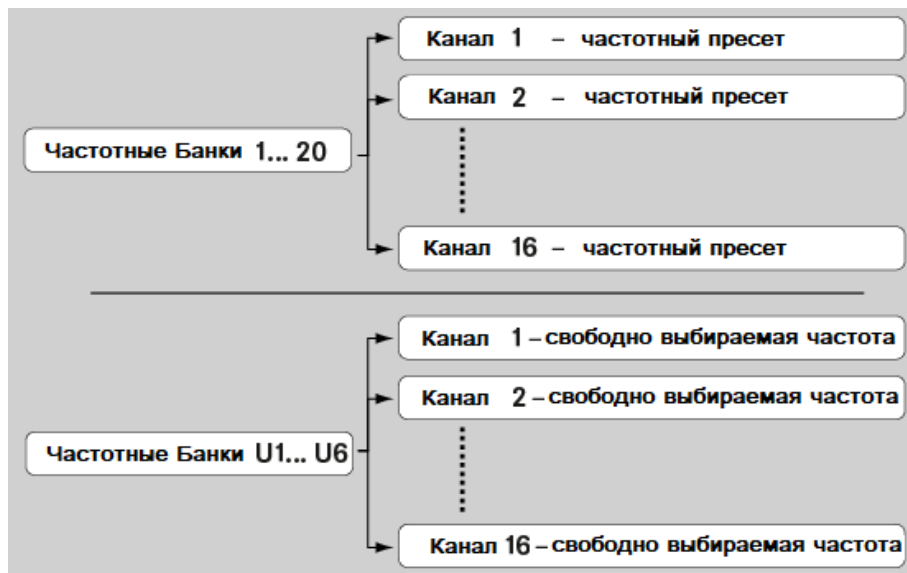 Канал 1 – частотный пресет
Канал 2 – частотный пресет
Частотные Банки 1... 20
Канал 16 – частотный пресет
Канал 1 – свободно выбираемая частота
Канал 2 – свободно выбираемая частота
Частотные Банки U1... U6
Канал 16 – свободно выбираемая частота